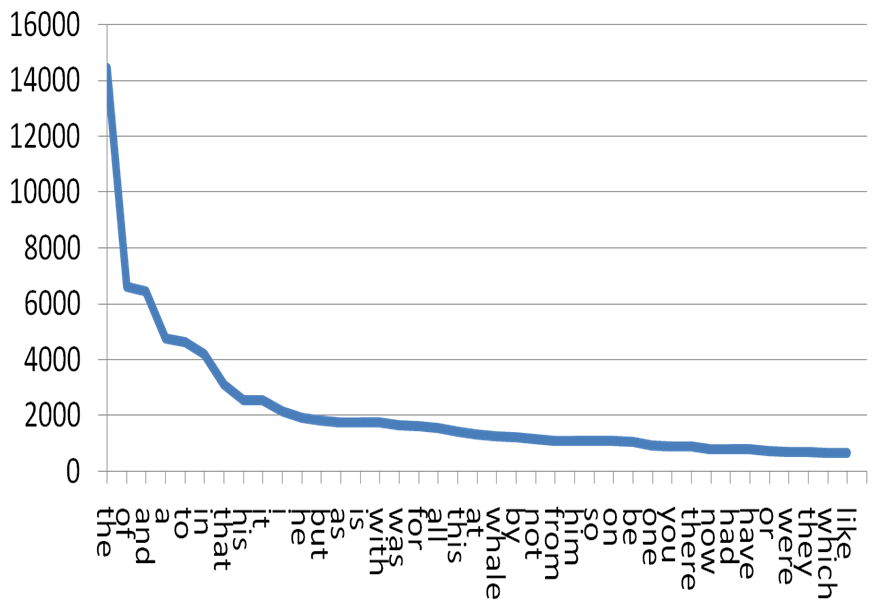 16000
14000
12000
10000
8000
6000
4000
2000
0
the
of
and
a
to
in
that
his
it
i
he
but
as
is
with
was
for
all
this
at
whale
by
not
from
him
so
on
be
one
you
there
now
had
have
or
were
they
which
like